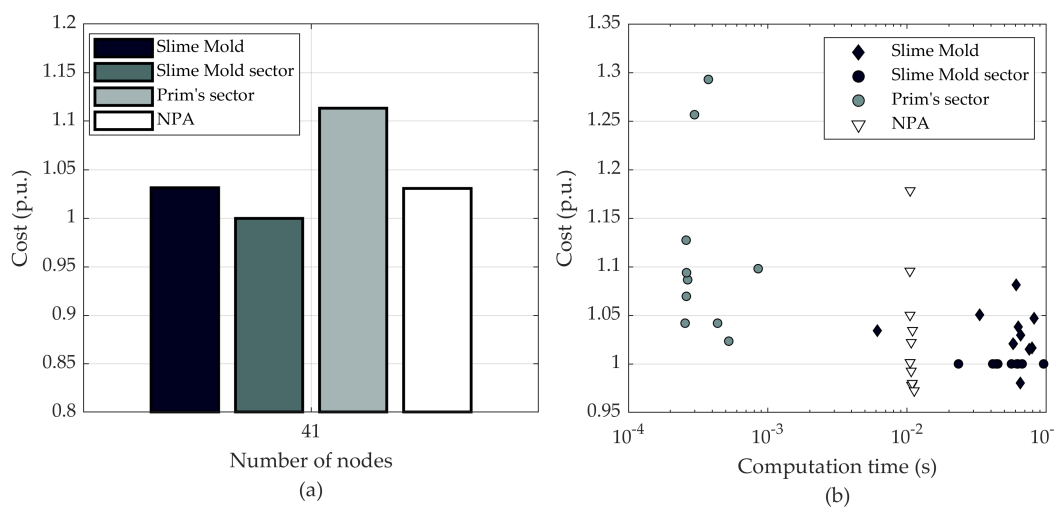 1.2
1.15
1.1
1.05
1
0.95
0.9
0.85
0.8
Cost (p.u.)
Slime Mold
Slime Mold sector
Prim's sector
NPA
41
Number of nodes
(a)
1.35
1.3
1.25
1.2
1.15
1.1
1.05
1
0.95
Cost (p.u.)
Slime Mold
Slime Mold sector
Prim's sector
NPA
10-4 10-3 10-2 10-
Computation time (s)
(b)